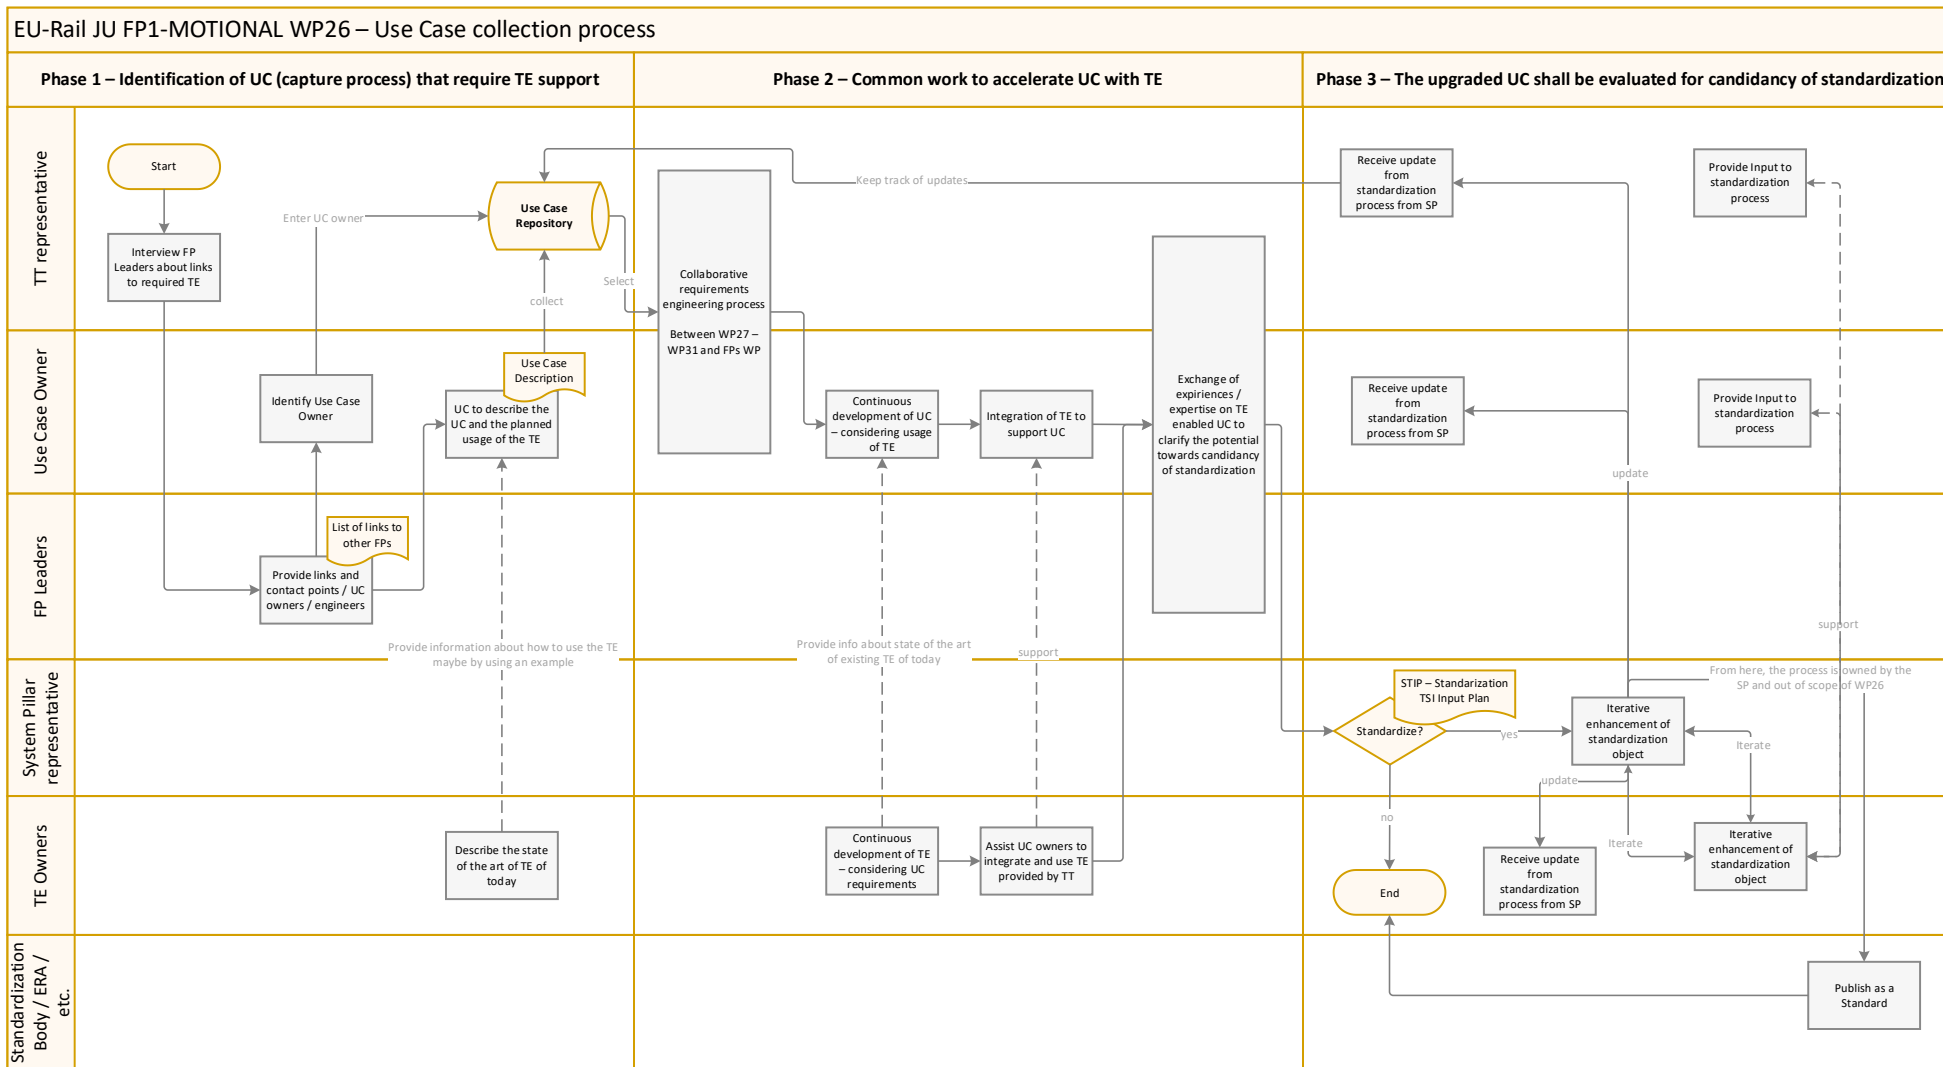 EU-Rail JU FP1-MOTIONAL WP26 – Use Case collection process
Phase 1 – Identification of UC (capture process) that require TE support
Phase 2 – Common work to accelerate UC with TE
Phase 3 – The upgraded UC shall be evaluated for candidancy of standardization
TT representative
Start
Interview FP
Leaders about links
to required TE
Enter UC owner
Use Case
Repository
collect
Select
Collaborative
requirements
engineering process
Between WP27 –
WP31 and FPs WP
Keep track of updates
Receive update
from
standardization
process from SP
Provide Input to
standardization
process
Use Case Owner
Identify Use Case
Owner
Use Case
Description
UC to describe the
UC and the planned
usage of the TE
Continuous
development of UC
– considering usage
of TE
Integration of TE to
support UC
Exchange of
expiriences /
expertise on TE
enabled UC to
clarify the potential
towards candidancy
of standardization
Receive update
from
standardization
process from SP
Provide Input to
standardization
process
update
FP Leaders
List of links to
other FPs
Provide links and
contact points / UC
owners / engineers
Provide information about how to use the TE
maybe by using an example
Provide info about state of the art
of existing TE of today
support
support
System Pillar
representative
STIP – Standarization
TSI Input Plan
Standardize?
yes
no
Iterative
enhancement of
standardization
object
From here, the process is owned by the
SP and out of scope of WP26
Iterate
update
Iterate
TE Owners
Describe the state
of the art of TE of
today
Continuous
development of TE
– considering UC
requirements
Assist UC owners to
integrate and use TE
provided by TT
End
Receive update
from
standardization
process from SP
Iterative
enhancement of
standardization
object
Standardization
Body / ERA /
etc.
Publish as a
Standard